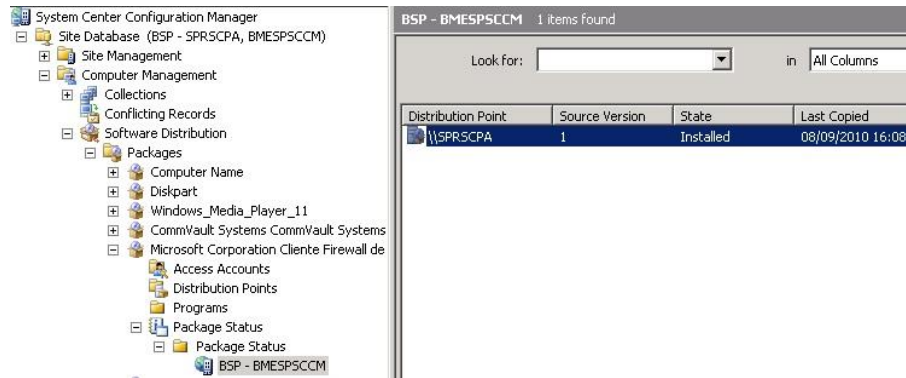 System Center Configuration Manager
Site Database (BSP - SPRSCPA, BMESPSCCM)
Site Management
Computer Management
Collections
Conflicting Records
Software Distribution
Packages
Computer Name
Diskpart
Windows_Media_Player_11
CommVault Systems CommVault Systems
Microsoft Corporation Cliente Firewall de
Access Accounts
Distribution Points
Programs
Package Status
Package Status
BSP - BMESPSCCM
BSP - BMESPSCCM 1 items found
Look for: in All Columns
Distribution Point Source Version State Last Copied
\\SPRSCPA 1 Installed 08/09/2010 16:08